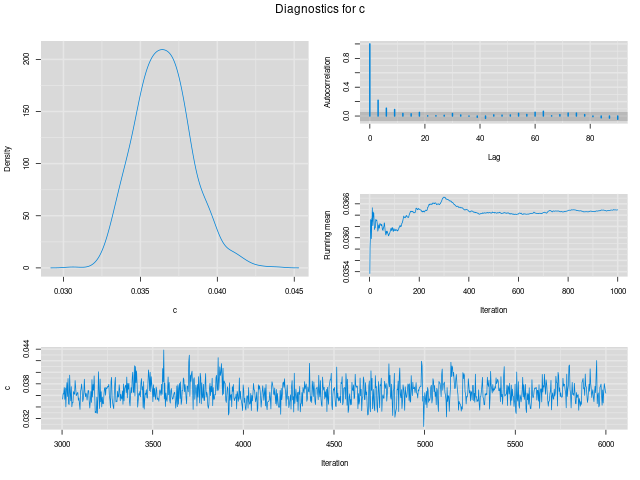 Diagnostics for c
Density
0 50 100 150 200
0.030 0.035 0.040 0.045
c
Autocorrelation
0.0 0.4 0.8
0 20 40 60 80
Lag
Running mean
0.0354 0.0360 0.0366
0 200 400 600 800 1000
Iteration
c
0.032 0.038 0.044
3000 3500 4000 4500 5000 5500 6000
Iteration